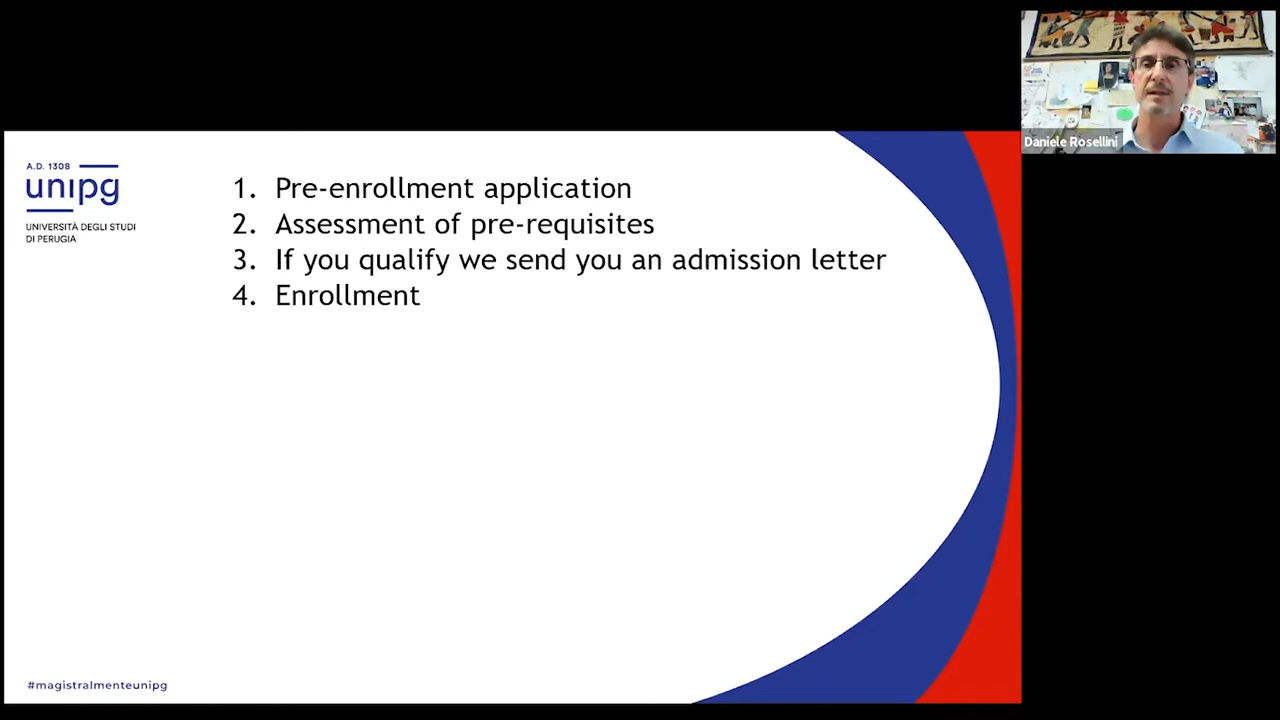 A.D. 1308
unipg
UNIVERSITÀ DEGLI STUDI
DI PERUGIA
1. Pre-enrollment application
2. Assessment of pre-requisites
3. If you qualify we send you an admission letter
4. Enrollment
#magistralmenteunipg
Daniele Rosellini